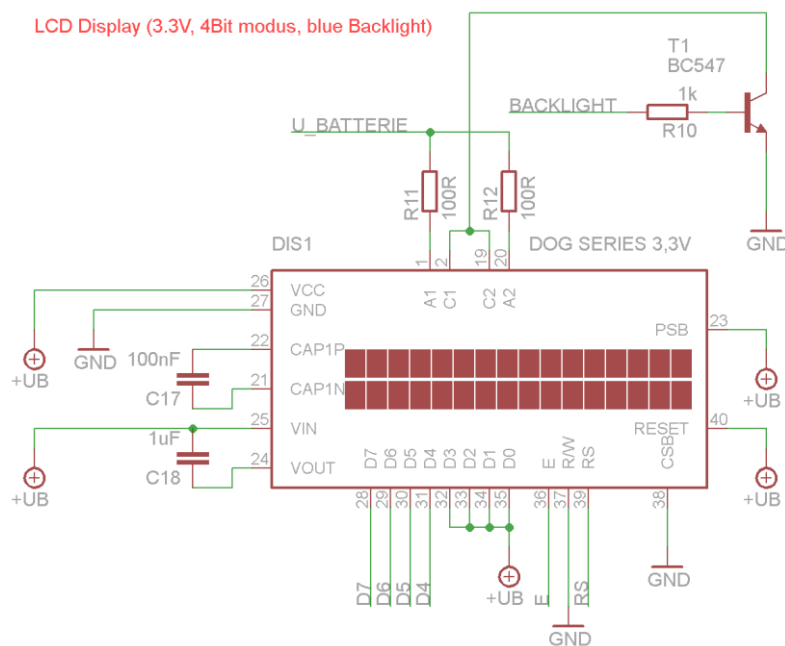 LCD Display (3.3V, 4Bit modus, blue Backlight)
T1
BC547
BACKLIGHT
1k
R10
U_BATTERIE
R11
100R
R12
100R
GND
DIS1
DOG SERIES 3,3V
1
2
19
20
A1
C1
C2
A2
26
VCC
27
GND
22
CAP1P
21
CAP1N
25
VIN
24
VOUT
PSB
23
RESET
40
CSB
38
+UB
GND
100nF
C17
1uF
C18
+UB
+UB
+UB
D7
D6
D5
D4
D3
D2
D1
D0
E
R/W
RS
28
29
30
31
32
33
34
35
36
37
39
D7
D6
D5
D4
+UB
E
RS
GND
GND